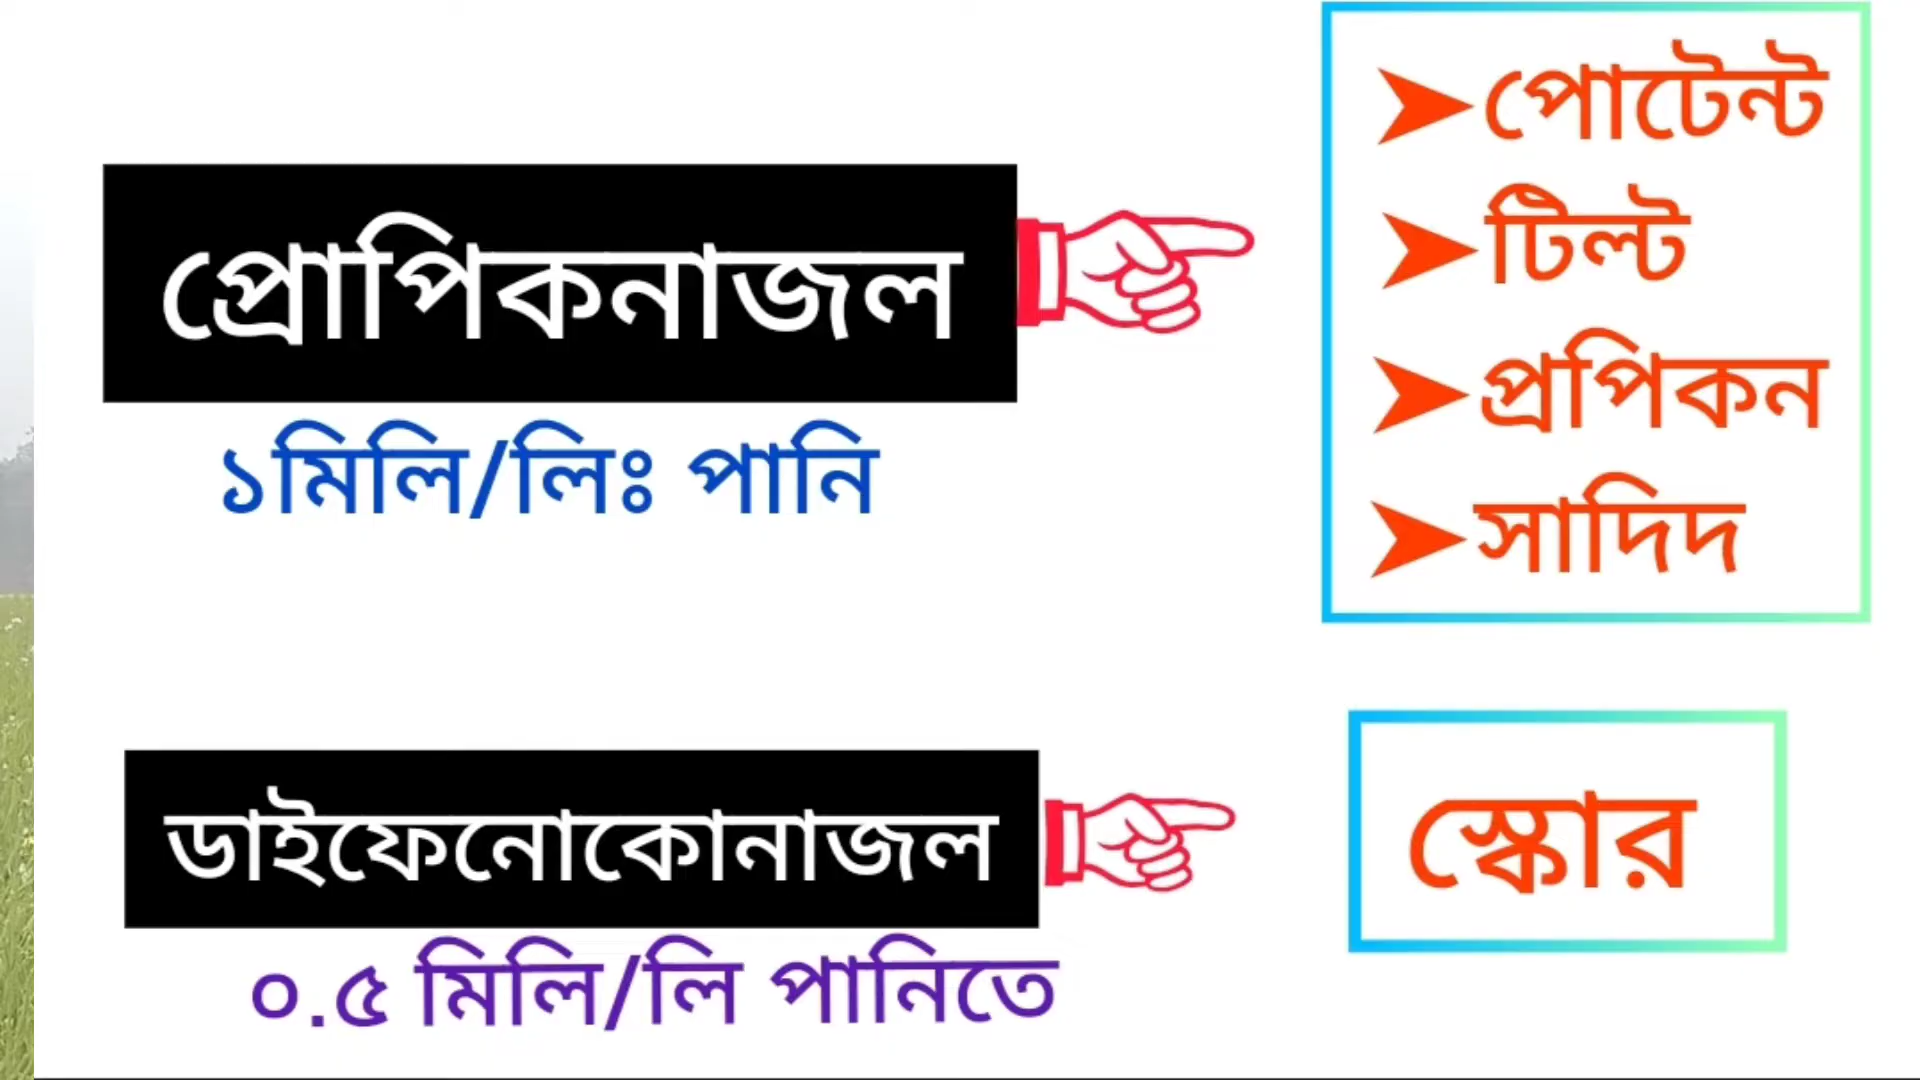 প্রোপিকনাজল
১মিলি/লিঃ পানি
➤পোটেন্ট
➤টিল্ট
➤প্রপিকন
➤সাদিদ
ডাইফেনোকোনাজল
০.৫ মিলি/লি পানিতে
স্কোর